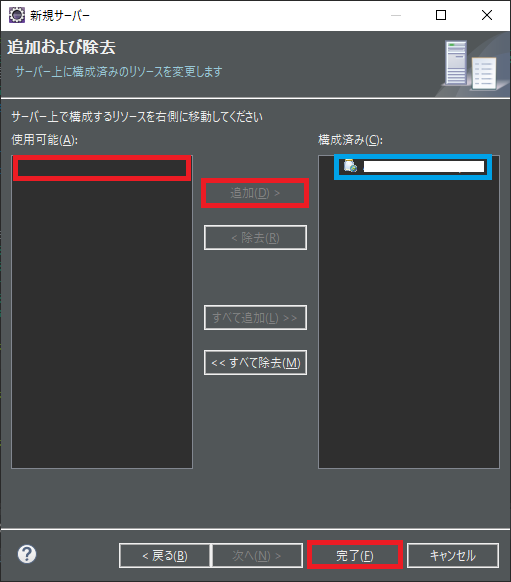 新規サーバー
追加および除去
サーバー上に構成済みのリソースを変更します
サーバー上で構成するリソースを右側に移動してください
使用可能(A):
構成済み(C):
追加(D) >
< 除去(R)
すべて追加(L) >>
<< すべて除去(M)
< 戻る(B)
次へ(N) >
完了(F)
キャンセル